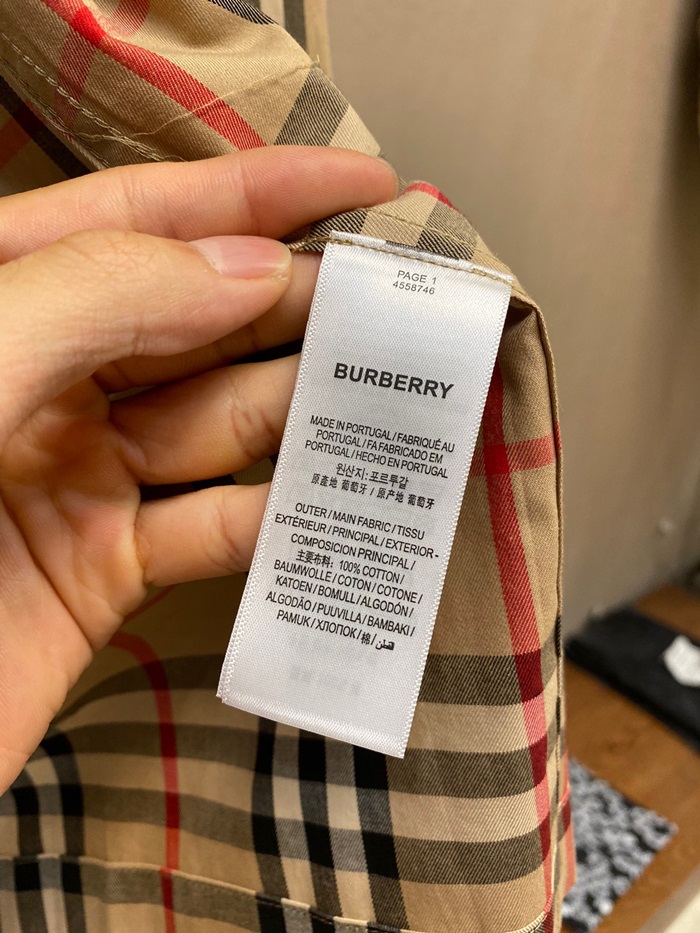 PAGE 1
4558746
BURBERRY
MADE IN PORTUGAL / FABRIQUÉ AU
PORTUGAL / FA FABRICADO EM
PORTUGAL / HECHO EN PORTUGAL
원산지: 포르투갈
原產地 葡萄牙 / 原产地 葡萄牙
OUTER / MAIN FABRIC / TISSU
EXTÉRIEUR / PRINCIPAL / EXTERIOR-
COMPOSICION PRINCIPAL /
主要布料: 100% COTTON /
BAUMWOLLE / COTON / COTONE /
KATOEN / BOMULL / ALGODÓN /
ALGODÃO / PUUVILLA / BAMBAKI /
PAMUK / ХЛОПОК / 棉 /